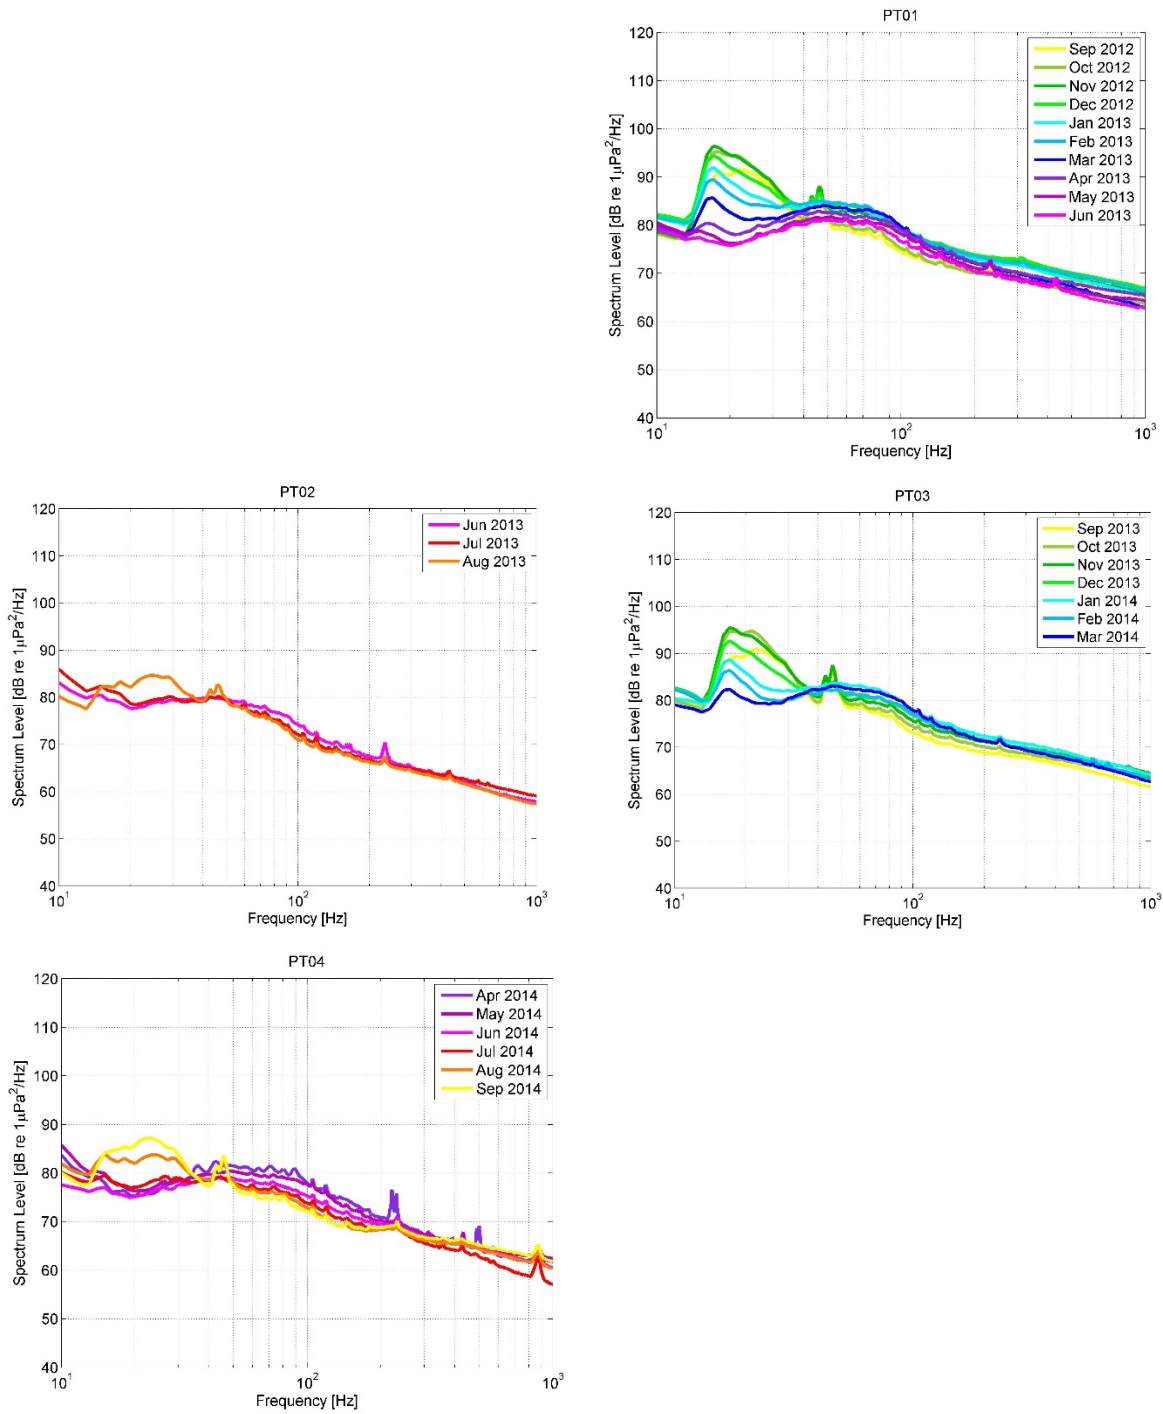 PT01
120
110
100
90
80
70
60
50
40
Spectrum Level [dB re 1μPa²/Hz]
Sep 2012
Oct 2012
Nov 2012
Dec 2012
Jan 2013
Feb 2013
Mar 2013
Apr 2013
May 2013
Jun 2013
10¹ 10² 10³
Frequency [Hz]
PT02
120
110
100
90
80
70
60
50
40
Spectrum Level [dB re 1μPa²/Hz]
Jun 2013
Jul 2013
Aug 2013
10¹ 10² 10³
Frequency [Hz]
PT03
120
110
100
90
80
70
60
50
40
Spectrum Level [dB re 1μPa²/Hz]
Sep 2013
Oct 2013
Nov 2013
Dec 2013
Jan 2014
Feb 2014
Mar 2014
10¹ 10² 10³
Frequency [Hz]
PT04
120
110
100
90
80
70
60
50
40
Spectrum Level [dB re 1μPa²/Hz]
Apr 2014
May 2014
Jun 2014
Jul 2014
Aug 2014
Sep 2014
10¹ 10² 10³
Frequency [Hz]